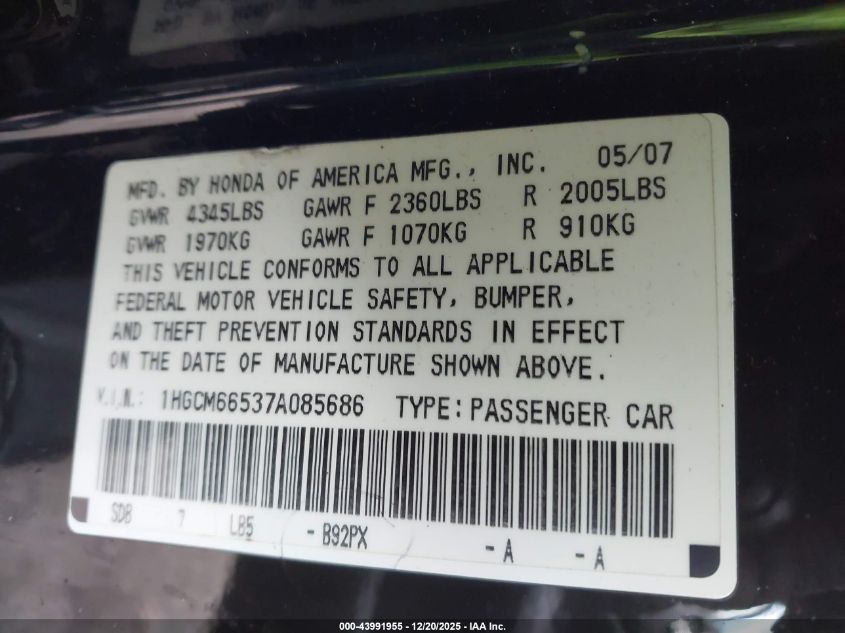 MFD. BY HONDA OF AMERICA MFG., INC. 05/07
GVWR 4345LBS GAWR F 2360LBS R 2005LBS
GVWR 1970KG GAWR F 1070KG R 910KG
THIS VEHICLE CONFORMS TO ALL APPLICABLE
FEDERAL MOTOR VEHICLE SAFETY, BUMPER,
AND THEFT PREVENTION STANDARDS IN EFFECT
ON THE DATE OF MANUFACTURE SHOWN ABOVE.
V.I.N.: 1HGCM66537A085686 TYPE:PASSENGER CAR
SDB 7 LB5 - B92PX - A - A
000-43991955 | 12/20/2025 - IAA Inc.